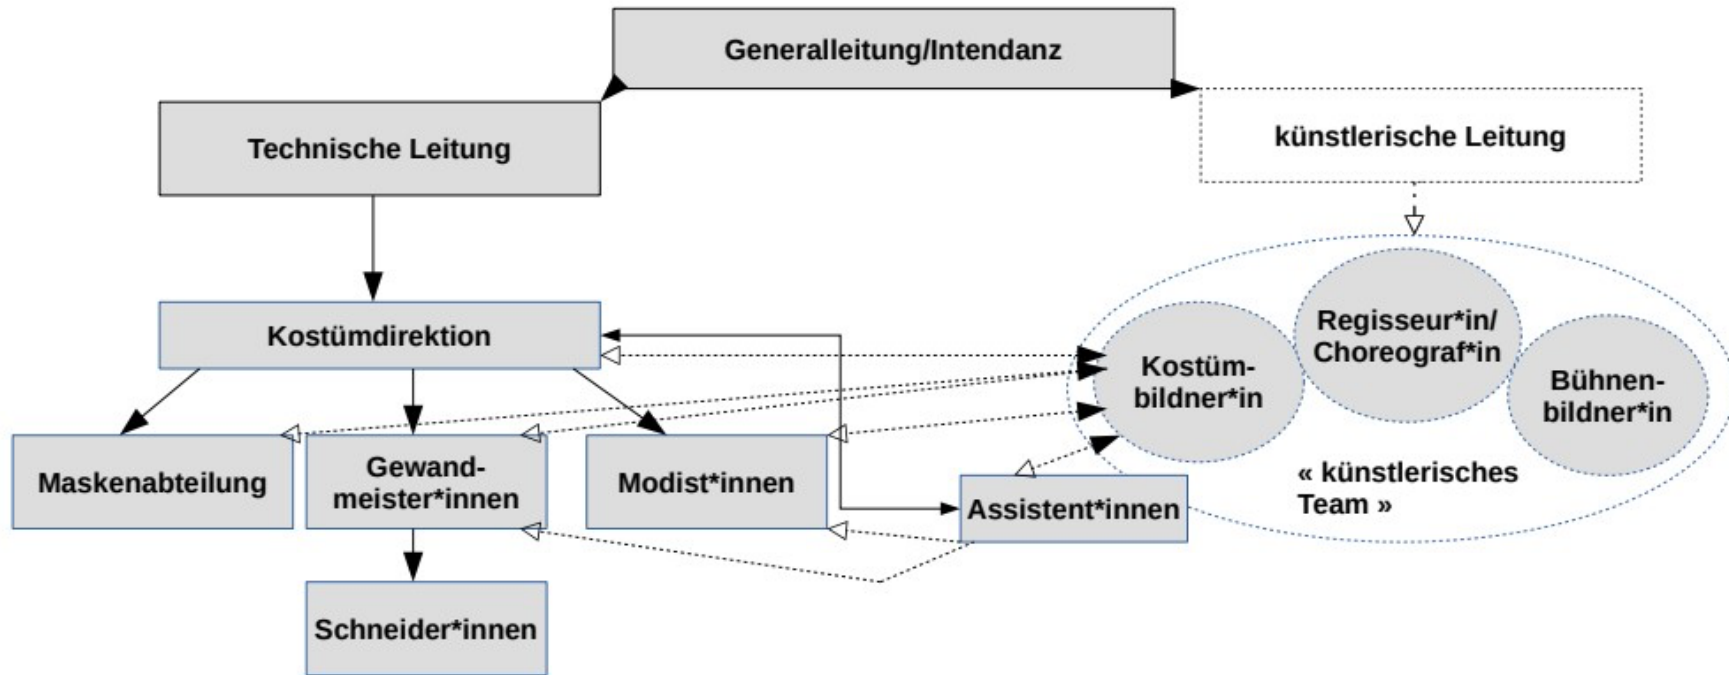 Generalleitung/Intendanz
Technische Leitung
künstlerische Leitung
Kostümdirektion
Regisseur*in/
Choreograf*in
Kostüm-
bildner*in
Bühnen-
bildner*in
Maskenabteilung
Gewand-
meister*innen
Modist*innen
Assistent*innen
« künstlerisches
Team »
Schneider*innen